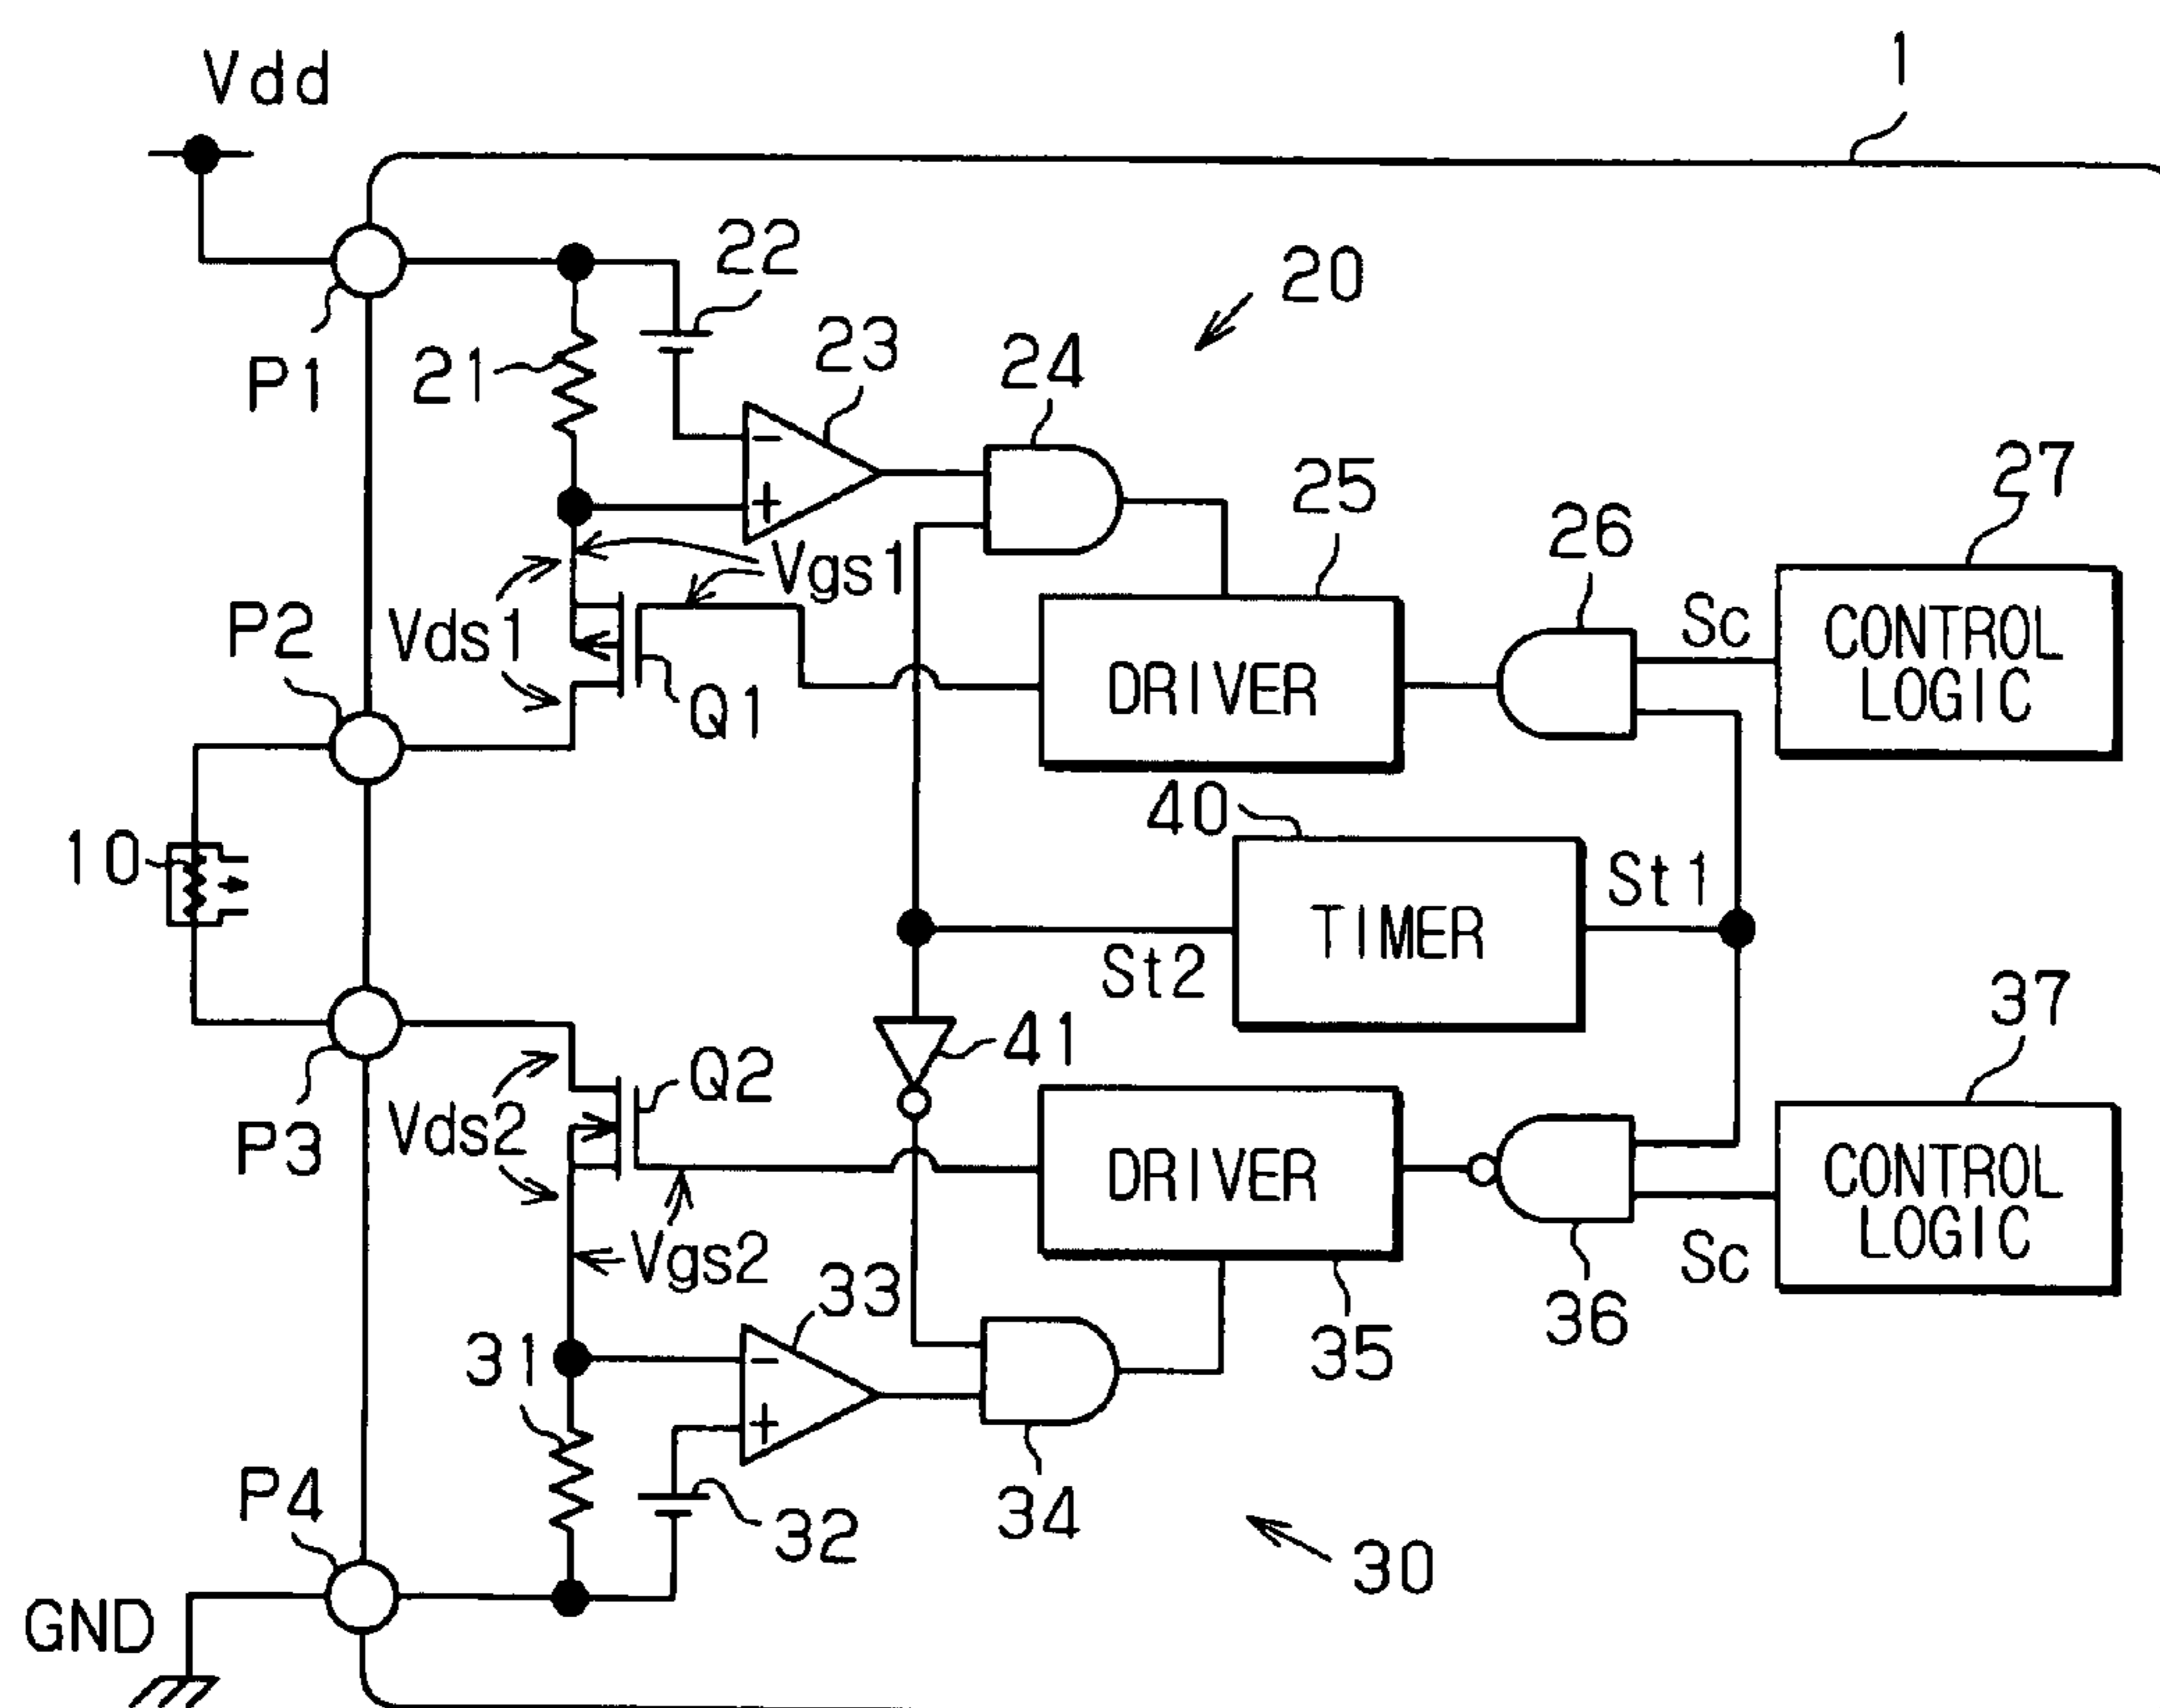 1
Vdd
22
20
23
24
P1
21
27
25
26
Vgs1
Sc
CONTROL
LOGIC
P2
Vds1
DRIVER
Q1
40
10
St1
TIMER
St2
37
41
Q2
Vds2
P3
DRIVER
CONTROL
LOGIC
Vgs2
Sc
33
36
35
31
-
+
-
+
P4
34
32
30
GND